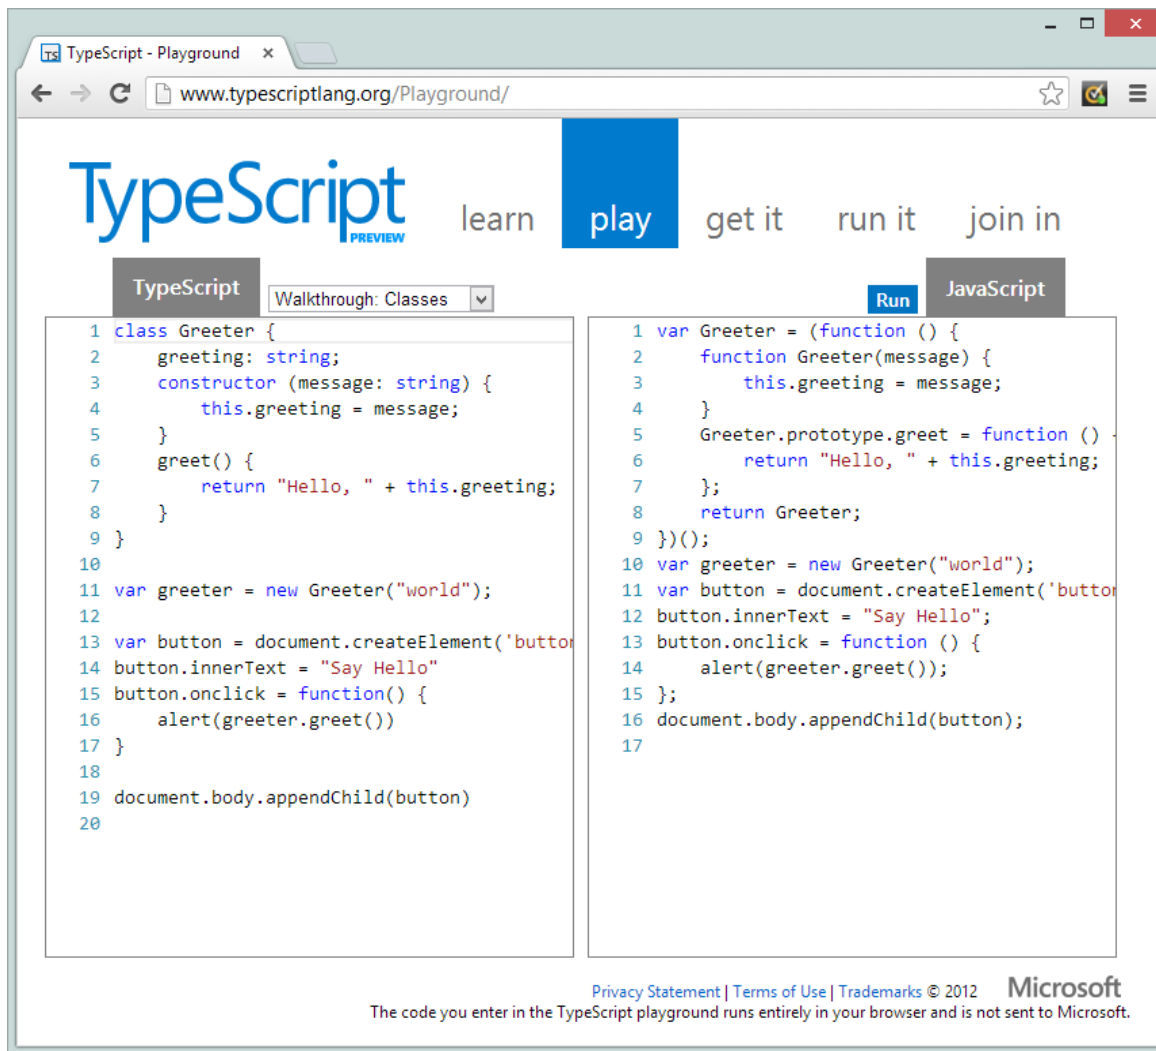 TypeScript - Playground
www.typescriptlang.org/Playground/
TypeScript
PREVIEW
learn
play
get it
run it
join in
TypeScript
Walkthrough: Classes
Run
JavaScript
1 class Greeter {
2     greeting: string;
3     constructor (message: string) {
4         this.greeting = message;
5     }
6     greet() {
7         return "Hello, " + this.greeting;
8     }
9 }
10
11 var greeter = new Greeter("world");
12
13 var button = document.createElement('button
14 button.innerText = "Say Hello"
15 button.onclick = function() {
16     alert(greeter.greet())
17 }
18
19 document.body.appendChild(button)
20
1 var Greeter = (function () {
2     function Greeter(message) {
3         this.greeting = message;
4     }
5     Greeter.prototype.greet = function () {
6         return "Hello, " + this.greeting;
7     };
8     return Greeter;
9 })();
10 var greeter = new Greeter("world");
11 var button = document.createElement('button
12 button.innerText = "Say Hello";
13 button.onclick = function () {
14     alert(greeter.greet());
15 };
16 document.body.appendChild(button);
17
Privacy Statement | Terms of Use | Trademarks © 2012 Microsoft
The code you enter in the TypeScript playground runs entirely in your browser and is not sent to Microsoft.